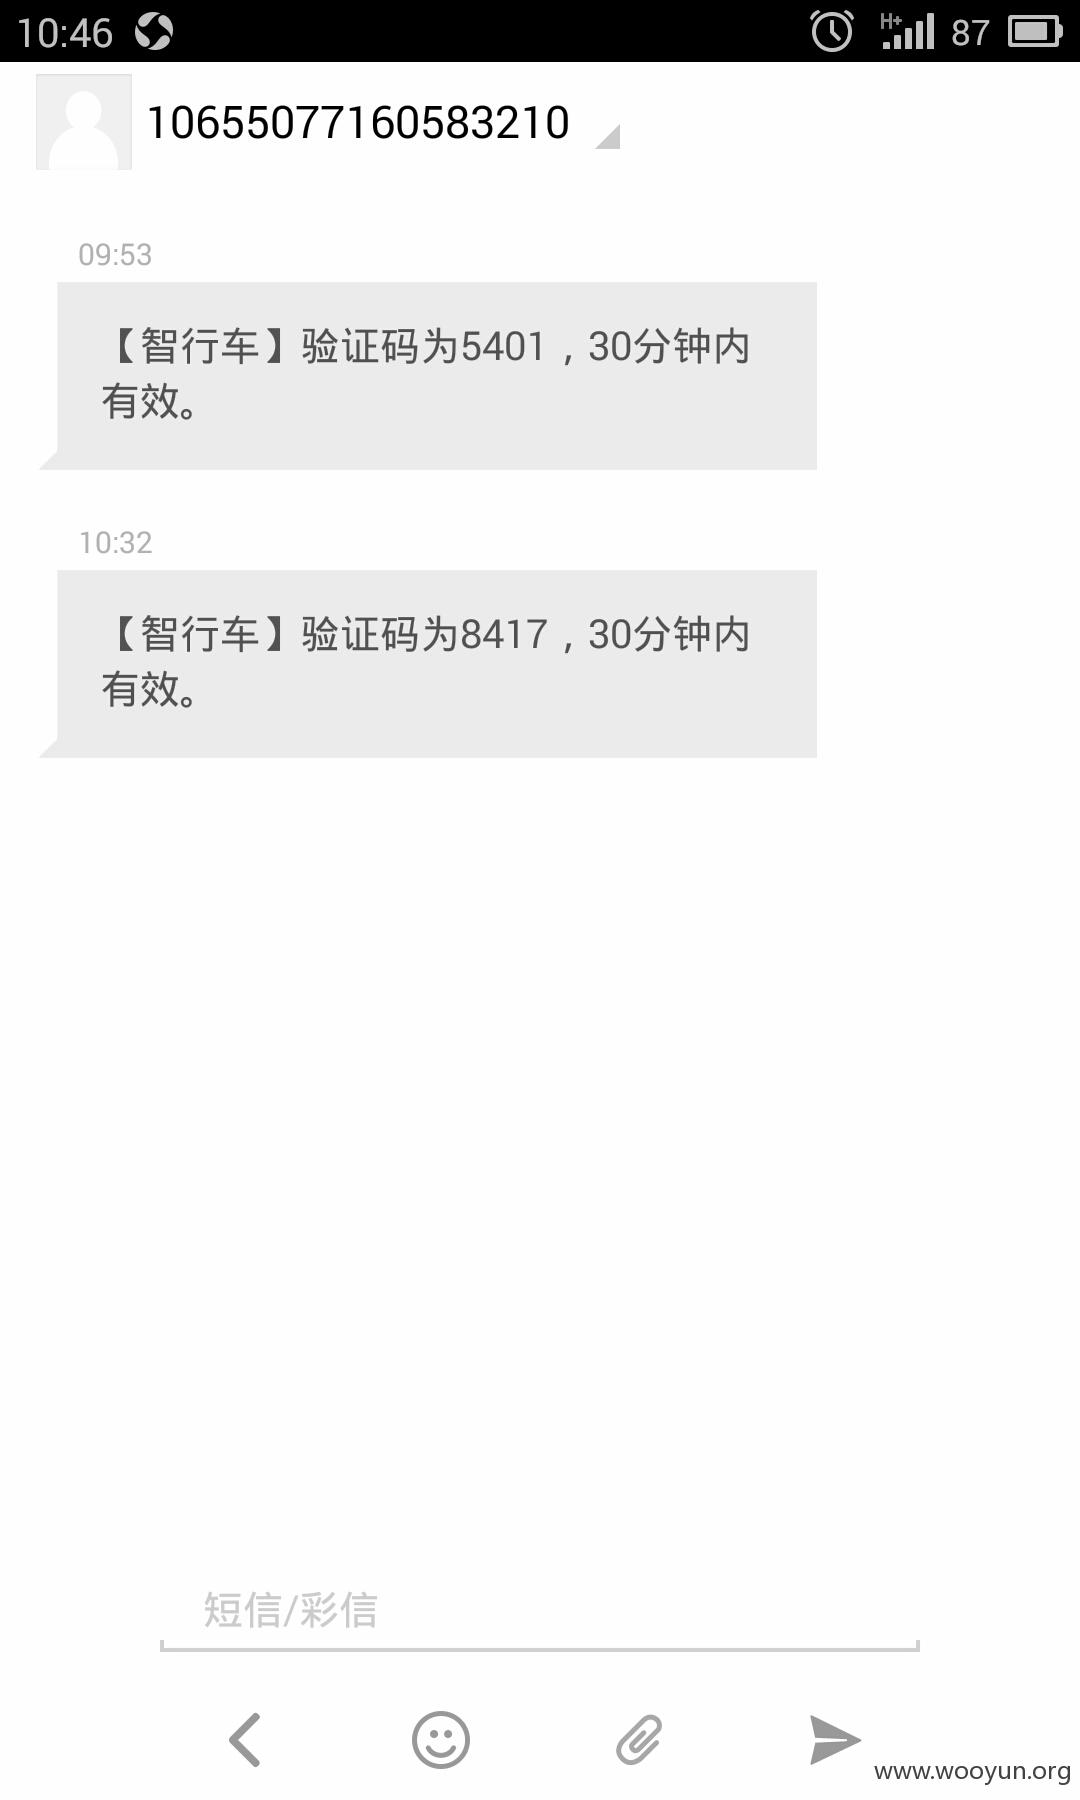 10:46
H+ 87
10655077160583210
09:53
【智行车】验证码为5401，30分钟内
有效。
10:32
【智行车】验证码为8417，30分钟内
有效。
短信/彩信
www.wooyun.org